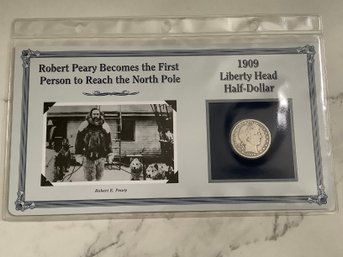 Robert Peary Becomes the First
Person to Reach the North Pole
1909
Liberty Head
Half-Dollar
Robert E. Peary